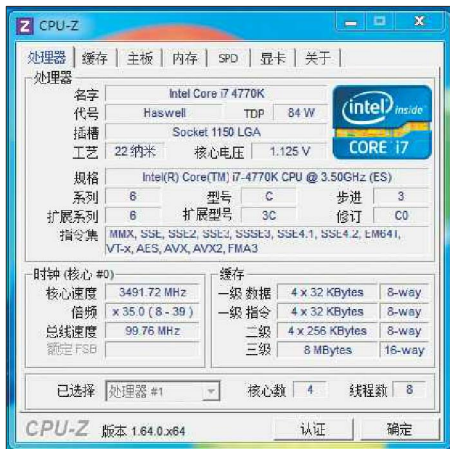 CPU-Z
处理器 缓存 主板 内存 SPD 显卡 关于
处理器
名字 Intel Core i7 4770K
代号 Haswell TDP 84 W
插槽 Socket 1150 LGA
工艺 22 纳米 核心电压 1.125 V
intel inside
CORE i7
规格 Intel(R) Core(TM) i7-4770K CPU @ 3.50GHz (ES)
系列 6 型号 C 步进 3
扩展系列 6 扩展型号 3C 修订 C0
指令集 MMX, SSE, SSE2, SSE3, SSSE3, SSE4.1, SSE4.2, EM64T,
VT-x, AES, AVX, AVX2, FMA3
时钟 (核心 #0)
核心速度 3491.72 MHz
倍频 x 35.0 ( 8 - 39 )
总线速度 99.76 MHz
额定 FSB
缓存
一级 数据 4 x 32 KBytes 8-way
一级 指令 4 x 32 KBytes 8-way
二级 4 x 256 KBytes 8-way
三级 8 MBytes 16-way
已选择 处理器 #1 核心数 4 线程数 8
CPU-Z 版本 1.64.0.x64 认证 确定